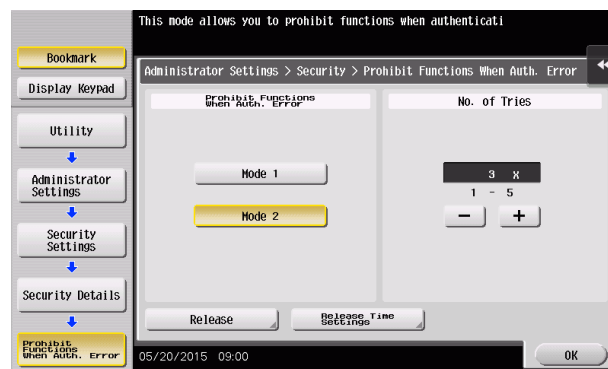 This mode allows you to prohibit functions when authenticati
Bookmark
Display Keypad
Utility
Administrator
Settings
Security
Settings
Security Details
Prohibit
Functions
When Auth. Error
Administrator Settings > Security > Prohibit Functions When Auth. Error
Prohibit Functions
When Auth. Error
Mode 1
Mode 2
No. of Tries
3 X
1 - 5
− +
Release
Release Time
Settings
05/20/2015 09:00
OK